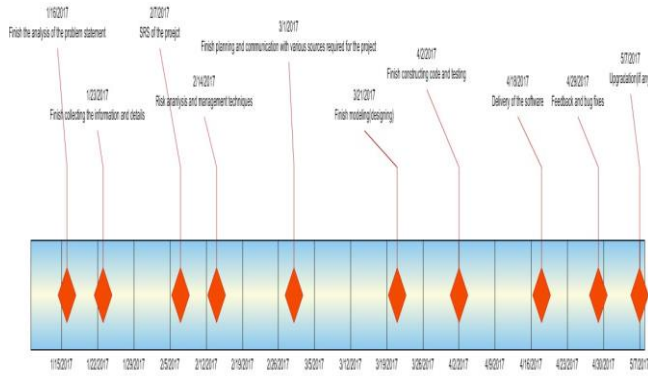 1/16/2017
Finish the analysis of the problem statement
1/23/2017
Finish collecting the information and details
2/7/2017
SRS of the proejct
2/14/2017
Risk ananlysis and management techniques
3/1/2017
Finish planning and communication with various sources required for the project
3/21/2017
Finish modeling(designing)
4/2/2017
Finish constructing code and testing
4/18/2017
Delivery of the software
4/29/2017
Feedback and bug fixes
5/7/2017
Upgradation(if any
1/15/2017 1/22/2017 1/29/2017 2/5/2017 2/12/2017 2/19/2017 2/26/2017 3/5/2017 3/12/2017 3/19/2017 3/26/2017 4/2/2017 4/9/2017 4/16/2017 4/23/2017 4/30/2017 5/7/2017